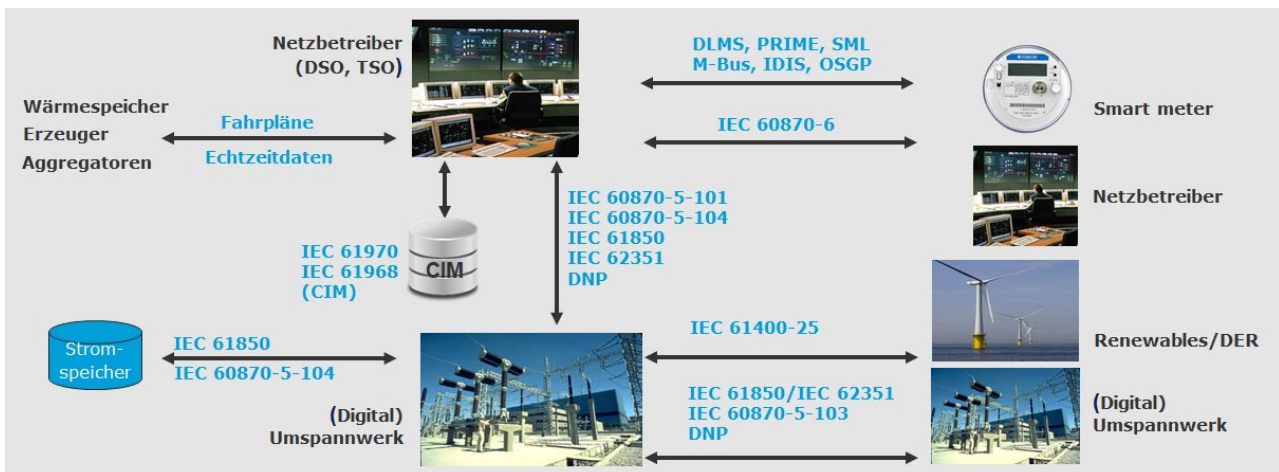 Netzbetreiber
(DSO, TSO)
DLMS, PRIME, SML
M-Bus, IDIS, OSGP
Smart meter
Wärmespeicher
Erzeuger
Aggregatoren
Fahrpläne
Echtzeitdaten
IEC 60870-6
Netzbetreiber
IEC 60870-5-101
IEC 60870-5-104
IEC 61850
IEC 62351
DNP
IEC 61970
IEC 61968
(CIM)
CIM
Strom-
speicher
IEC 61850
IEC 60870-5-104
(Digital)
Umspannwerk
IEC 61400-25
Renewables/DER
IEC 61850/IEC 62351
IEC 60870-5-103
DNP
(Digital)
Umspannwerk